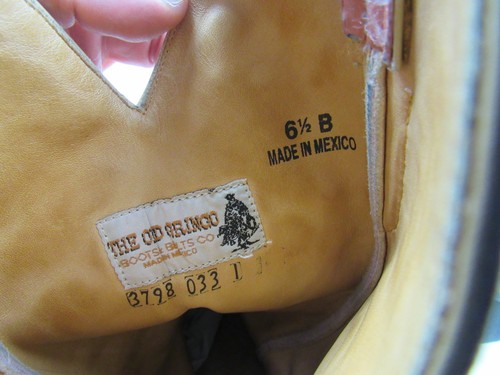 6½ B
MADE IN MEXICO
THE OLD GRINGO
BOOTS & BELTS CO
MADE IN MEXICO
3798 033 1